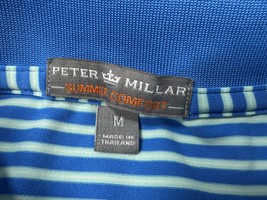 PETER MILLAR
SUMMER COMFORT
M
MADE IN
THAILAND